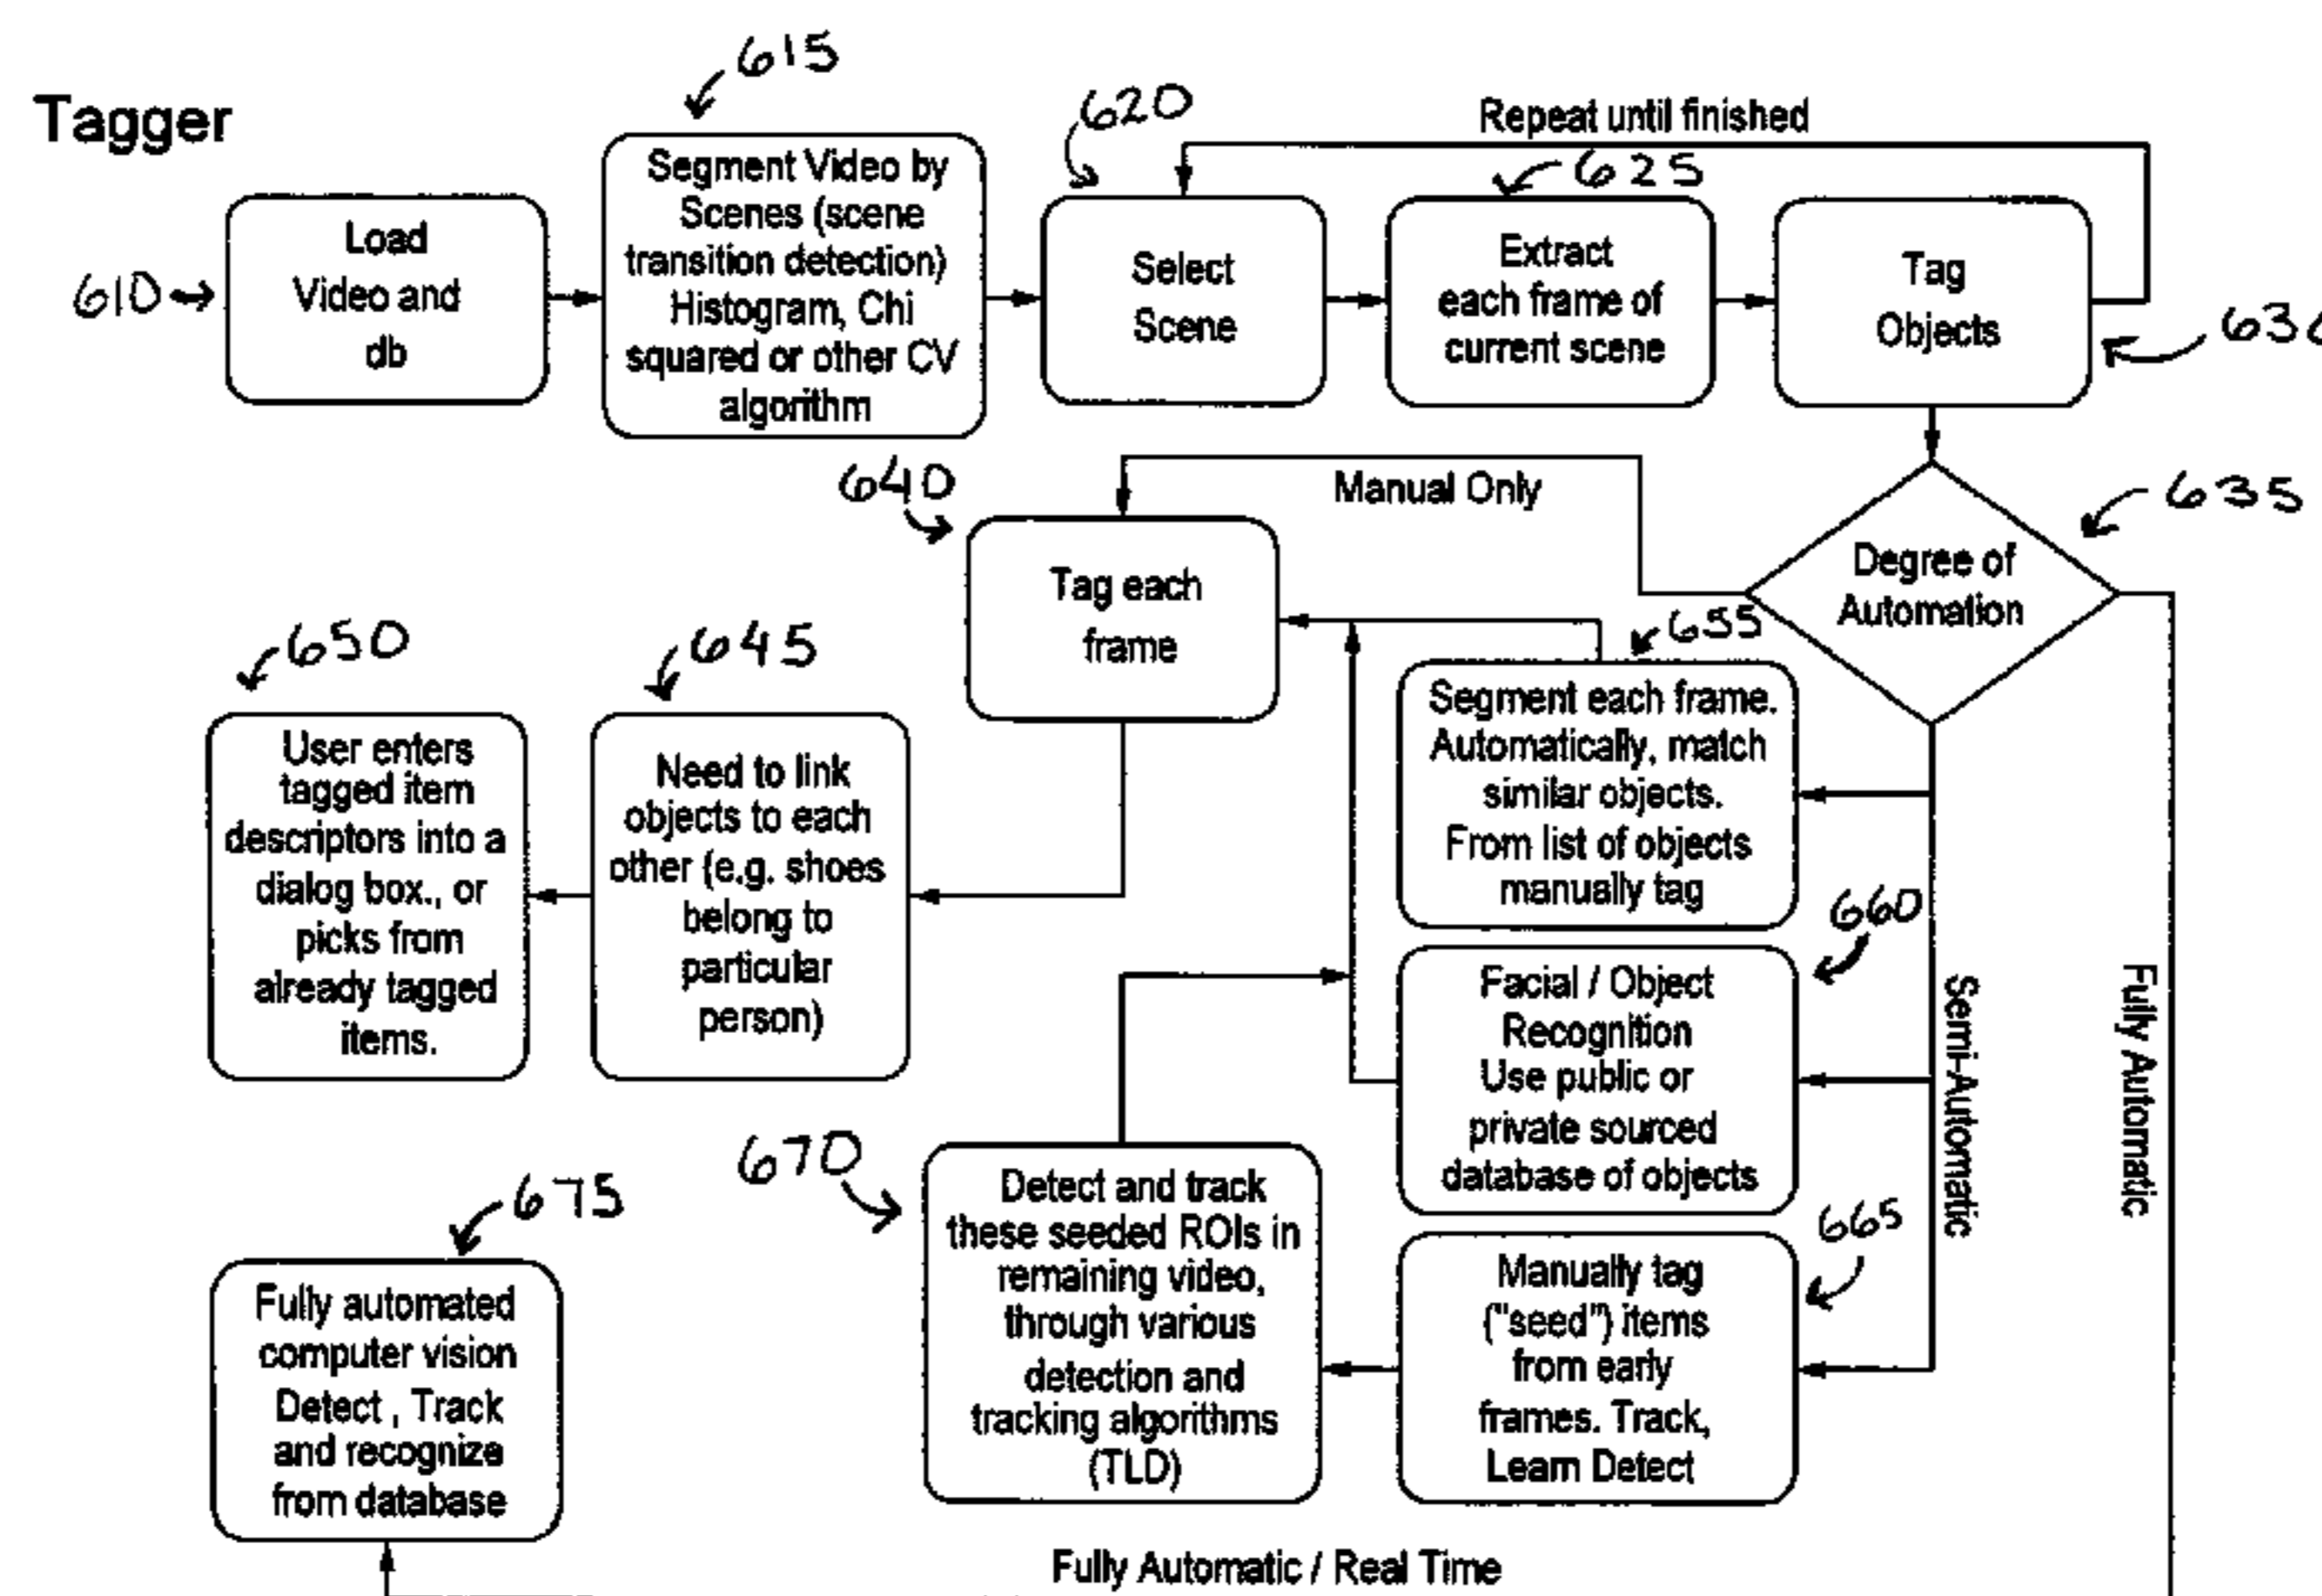 Tagger
610
Load
Video and
db
615
Segment Video by
Scenes (scene
transition detection)
Histogram, Chi
squared or other CV
algorithm
620
Select
Scene
Repeat until finished
625
Extract
each frame of
current scene
Tag
Objects
635
Degree of
Automation
Manual Only
640
Tag each
frame
645
Need to link
objects to each
other (e.g. shoes
belong to
particular
person)
650
User enters
tagged item
descriptors into a
dialog box., or
picks from
already tagged
items.
655
Segment each frame.
Automatically, match
similar objects.
From list of objects
manually tag
660
Facial / Object
Recognition
Use public or
private sourced
database of objects
Semi-Automatic
Fully Automatic
665
Manually tag
("seed") items
from early
frames. Track,
Learn Detect
670
Detect and track
these seeded ROIs in
remaining video,
through various
detection and
tracking algorithms
(TLD)
675
Fully automated
computer vision
Detect , Track
and recognize
from database
Fully Automatic / Real Time